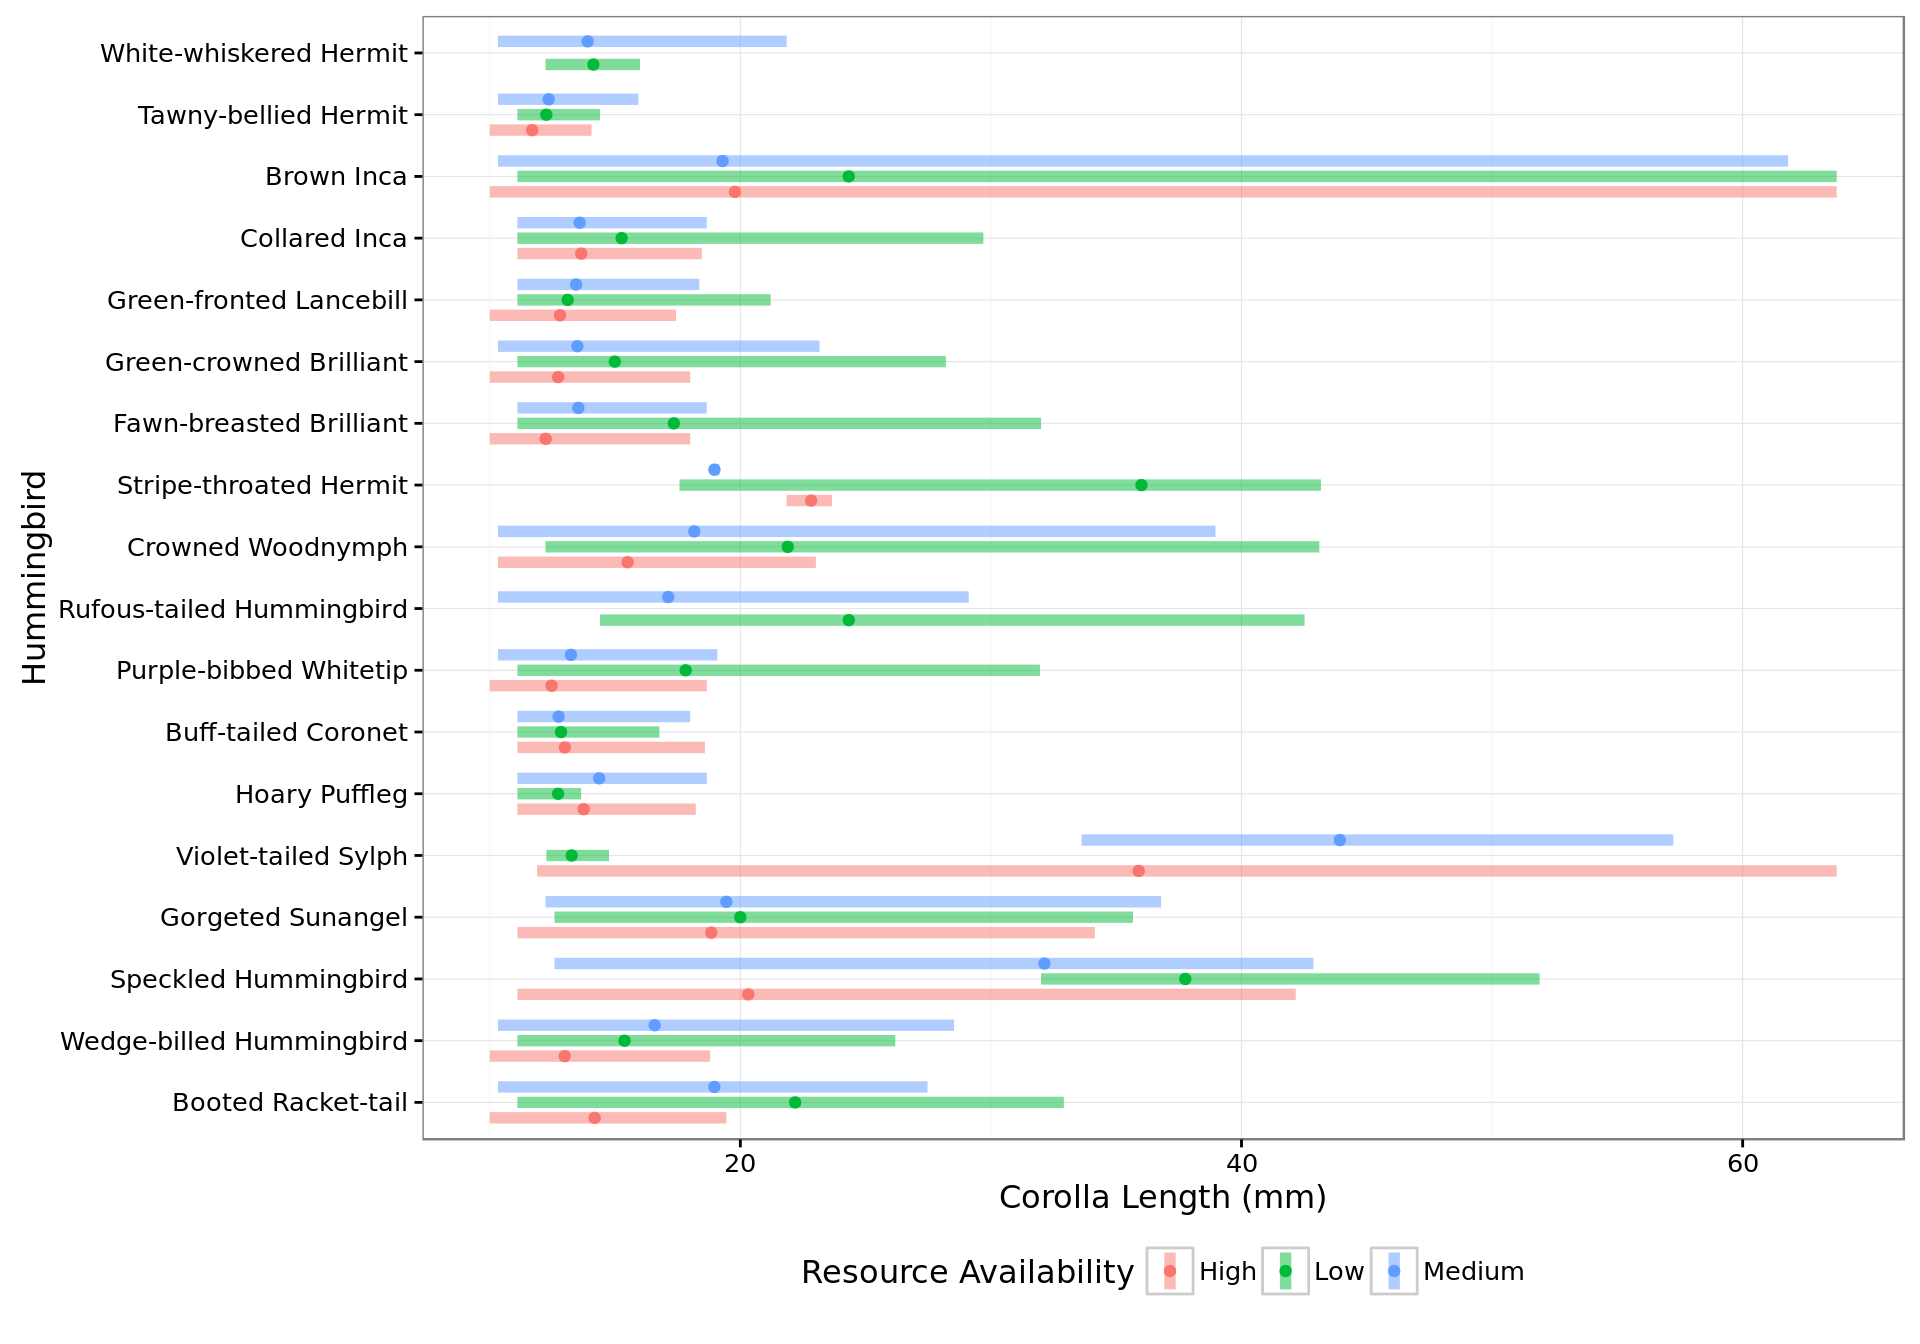 White-whiskered Hermit
Tawny-bellied Hermit
Brown Inca
Collared Inca
Green-fronted Lancebill
Green-crowned Brilliant
Fawn-breasted Brilliant
Stripe-throated Hermit
Crowned Woodnymph
Rufous-tailed Hummingbird
Purple-bibbed Whitetip
Buff-tailed Coronet
Hoary Puffleg
Violet-tailed Sylph
Gorgeted Sunangel
Speckled Hummingbird
Wedge-billed Hummingbird
Booted Racket-tail
Hummingbird
20 40 60
Corolla Length (mm)
Resource Availability High Low Medium